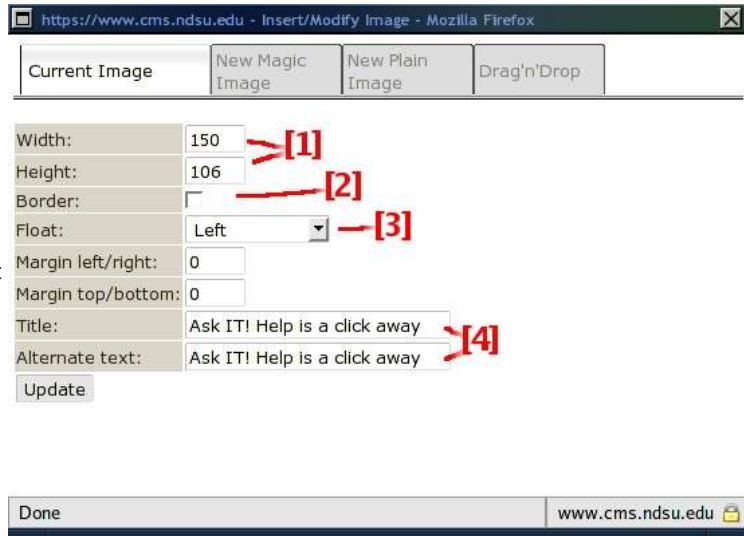 https://www.cms.ndsu.edu - Insert/Modify Image - Mozilla Firefox
Current Image
New Magic Image
New Plain Image
Drag'n'Drop
Width: 150
[1]
Height: 106
Border:
[2]
Float: Left
[3]
Margin left/right: 0
Margin top/bottom: 0
Title: Ask IT! Help is a click away
[4]
Alternate text: Ask IT! Help is a click away
Update
Done
www.cms.ndsu.edu